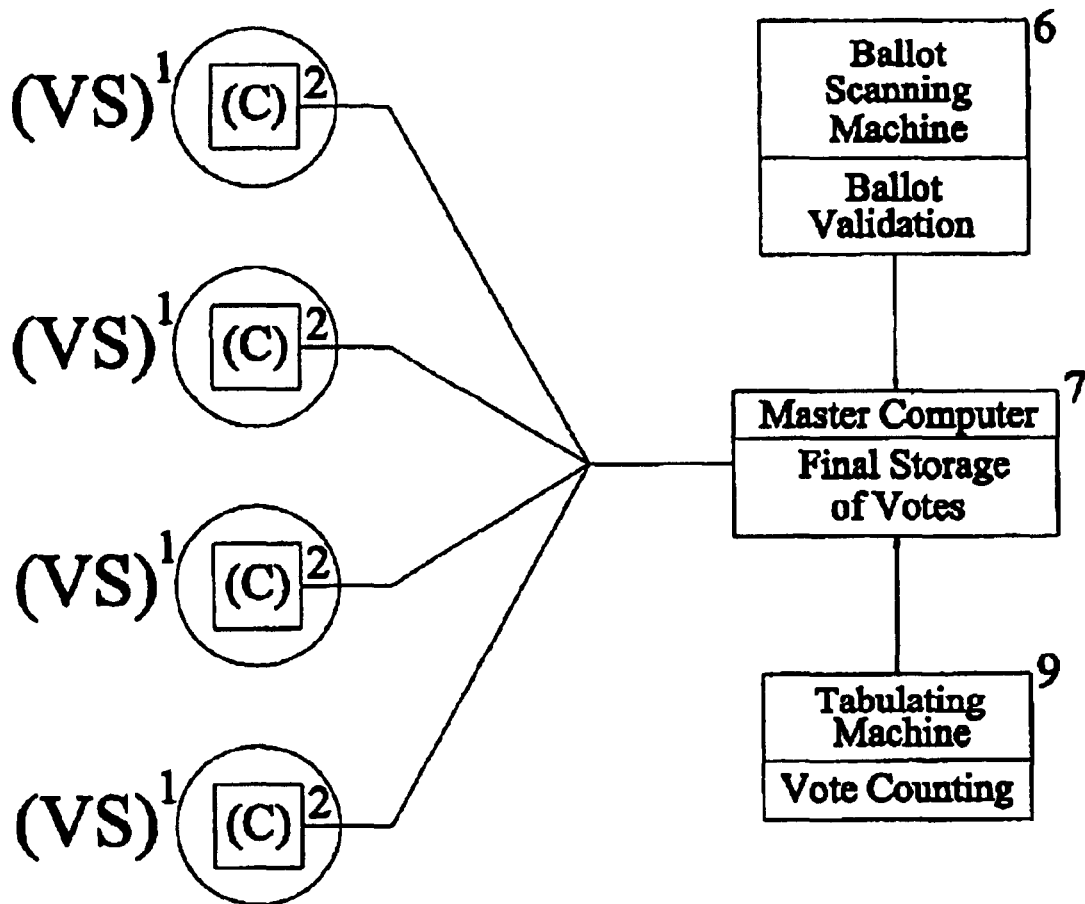 (VS)1 (C) 2
(VS)1 (C) 2
(VS)1 (C) 2
(VS)1 (C) 2
6
Ballot
Scanning
Machine
Ballot
Validation
7
Master Computer
Final Storage
of Votes
9
Tabulating
Machine
Vote Counting